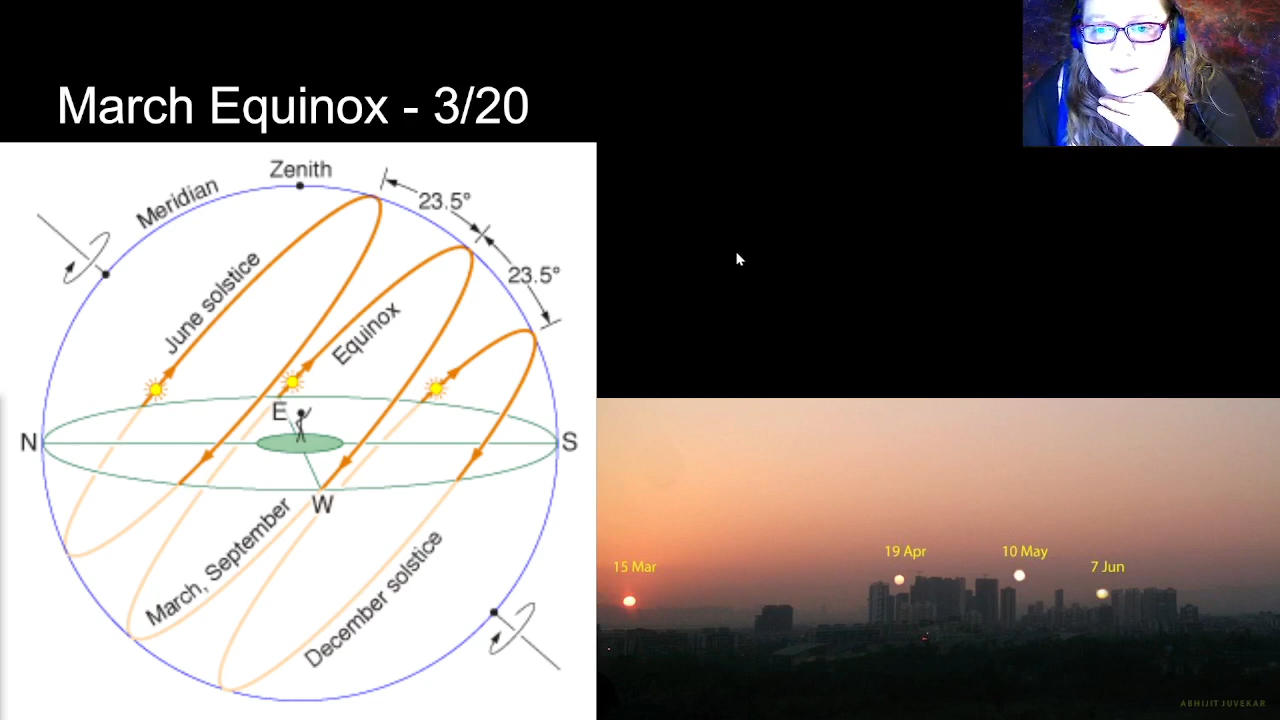 March Equinox - 3/20
Zenith
Meridian
23.5°
23.5°
June solstice
Equinox
E
N
S
W
March, September
December solstice
15 Mar
19 Apr
10 May
7 Jun
ABHIJIT JUVEKAR